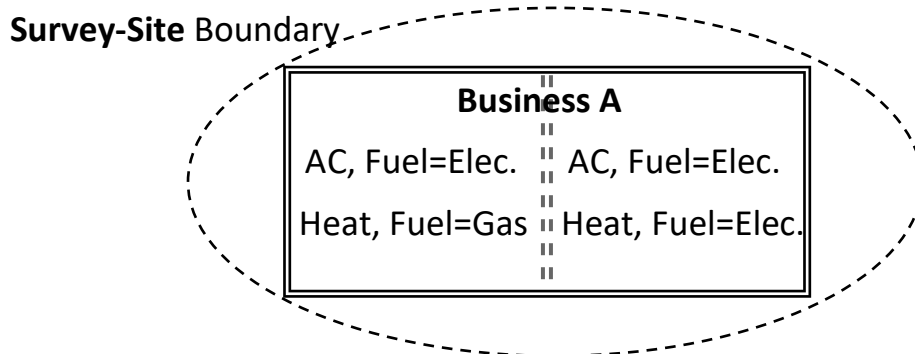 Survey-Site Boundary
Business A
AC, Fuel=Elec. AC, Fuel=Elec.
Heat, Fuel=Gas Heat, Fuel=Elec.